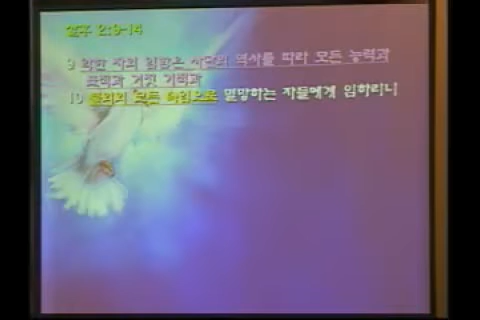 살후 2:9-14
9 악한 자의 임함은 사탄의 역사를 따라 모든 능력과
표적과 거짓 기적과
10 불의의 모든 속임으로 멸망하는 자들에게 임하리니